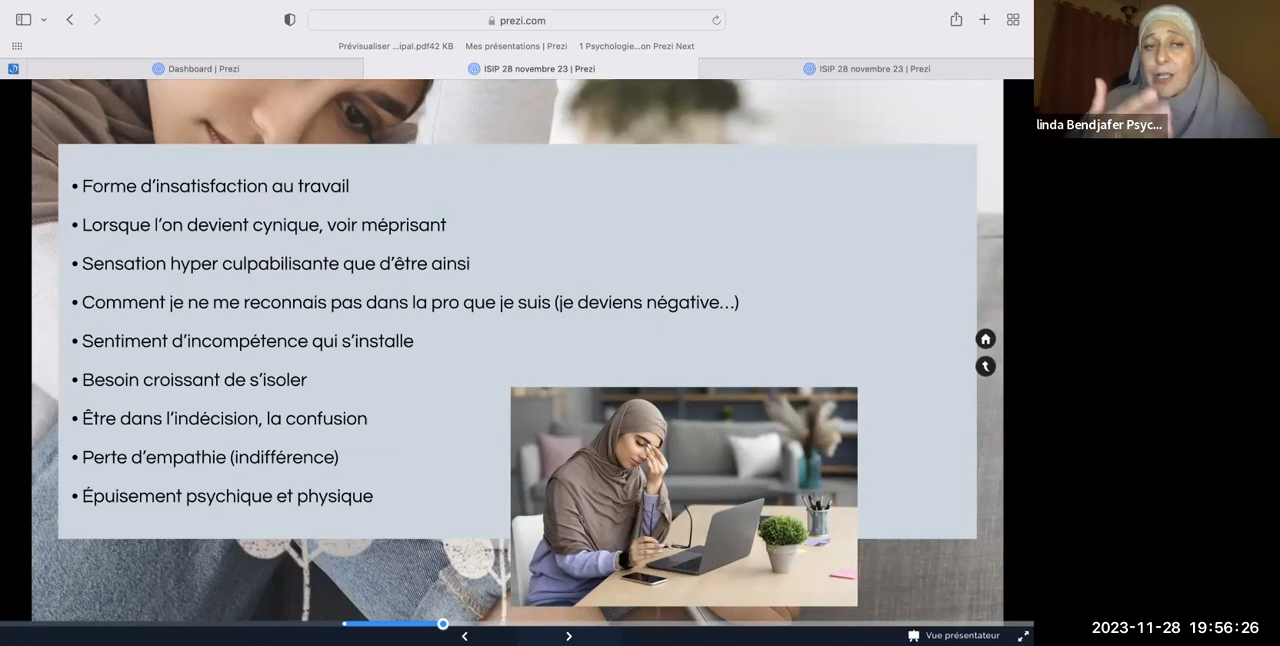 prezi.com
Prévisualiser ...ipal.pdf42 KB
Mes présentations | Prezi
1 Psychologie...on Prezi Next
Dashboard | Prezi
ISIP 28 novembre 23 | Prezi
ISIP 28 novembre 23 | Prezi
linda Bendjafer Psyc...
• Forme d'insatisfaction au travail
• Lorsque l'on devient cynique, voir méprisant
• Sensation hyper culpabilisante que d'être ainsi
• Comment je ne me reconnais pas dans la pro que je suis (je deviens négative...)
• Sentiment d'incompétence qui s'installe
• Besoin croissant de s'isoler
• Être dans l'indécision, la confusion
• Perte d'empathie (indifférence)
• Épuisement psychique et physique
Vue présentateur
2023-11-28 19:56:26